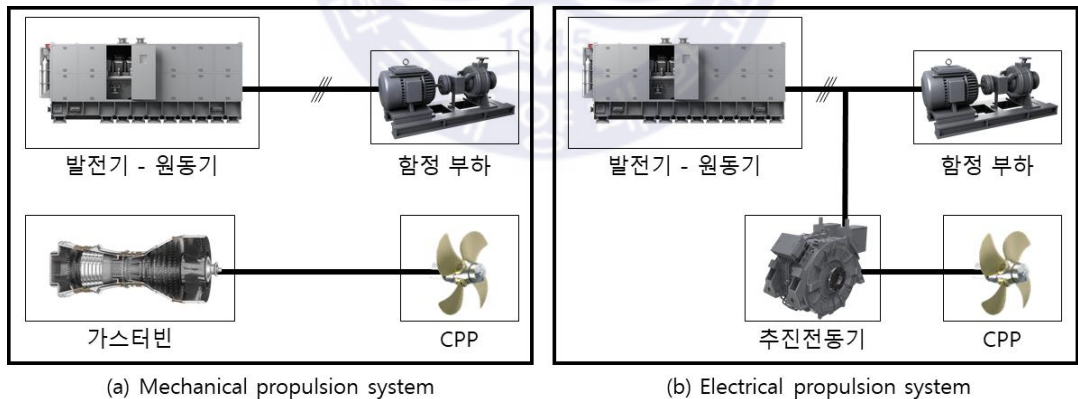 발전기 - 원동기
함정 부하
가스터빈
CPP
(a) Mechanical propulsion system
발전기 - 원동기
함정 부하
추진전동기
CPP
(b) Electrical propulsion system
1945